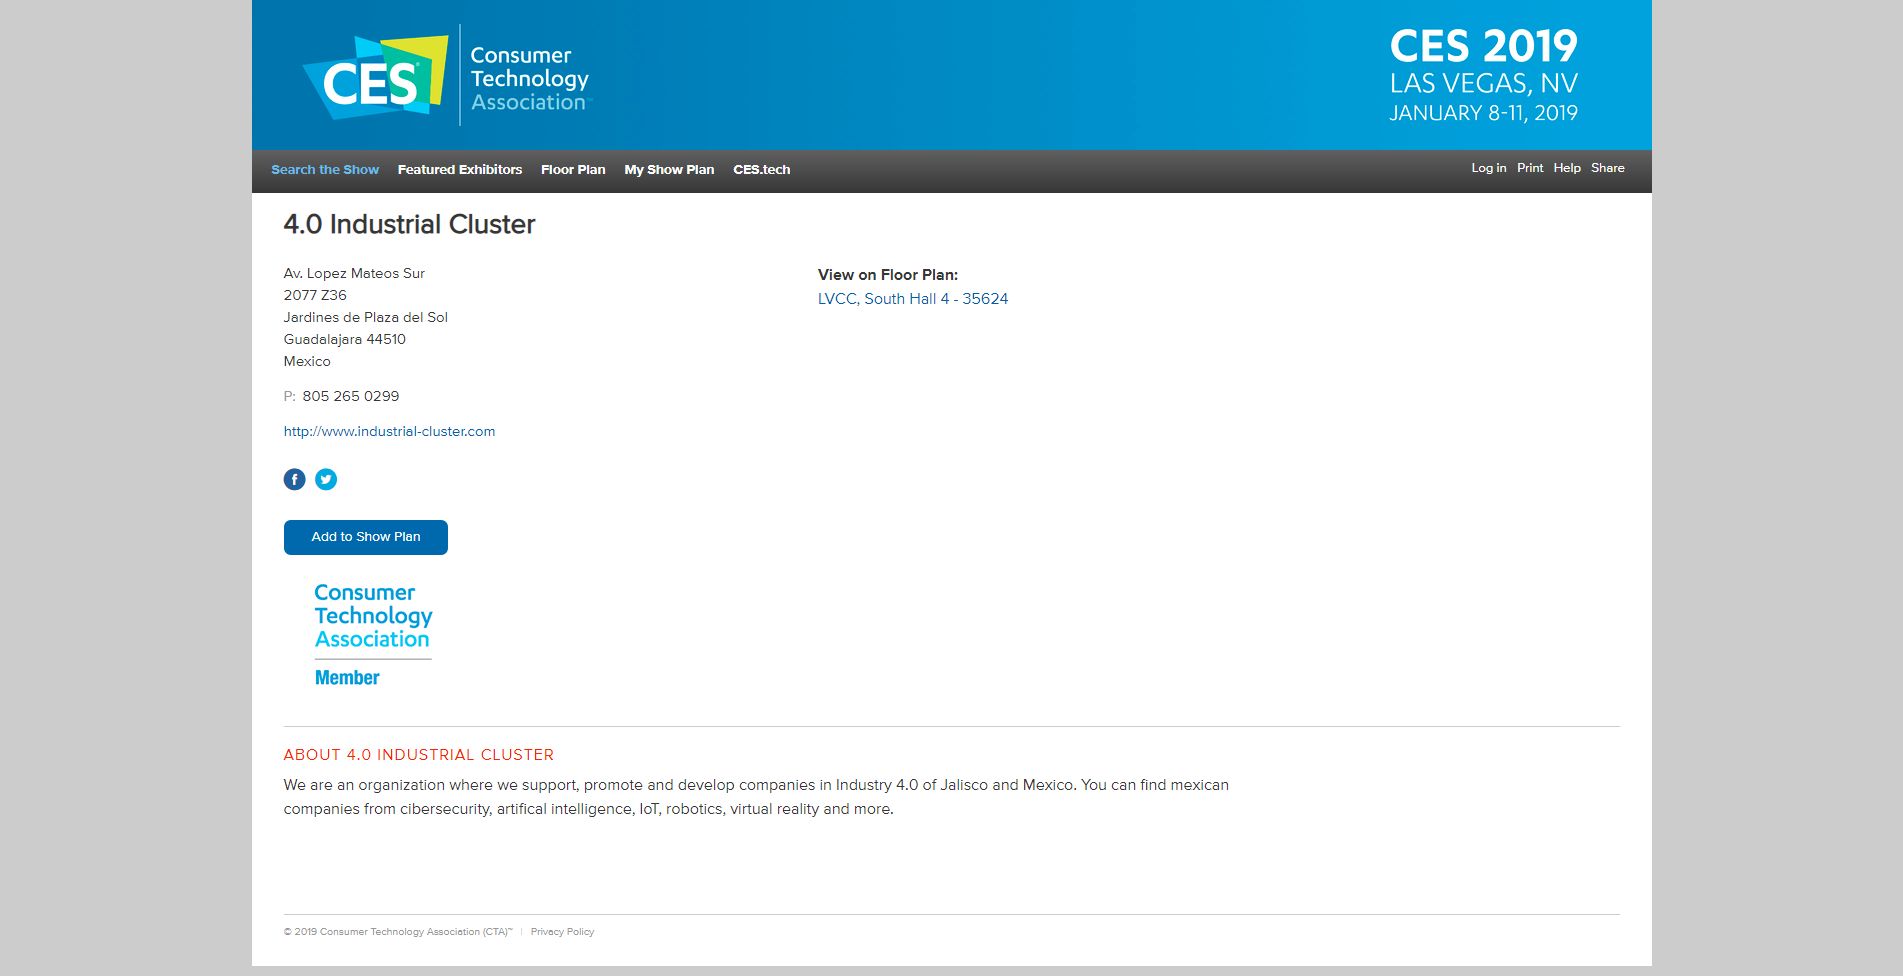 CES
Consumer
Technology
Association
CES 2019
LAS VEGAS, NV
JANUARY 8-11, 2019
Search the Show Featured Exhibitors Floor Plan My Show Plan CES.tech
Log in Print Help Share
4.0 Industrial Cluster
Av. Lopez Mateos Sur
2077 Z36
Jardines de Plaza del Sol
Guadalajara 44510
Mexico
P: 805 265 0299
http://www.industrial-cluster.com
View on Floor Plan:
LVCC, South Hall 4 - 35624
Add to Show Plan
Consumer
Technology
Association
Member
ABOUT 4.0 INDUSTRIAL CLUSTER
We are an organization where we support, promote and develop companies in Industry 4.0 of Jalisco and Mexico. You can find mexican
companies from cibersecurity, artifical intelligence, IoT, robotics, virtual reality and more.
© 2019 Consumer Technology Association (CTA)™ | Privacy Policy